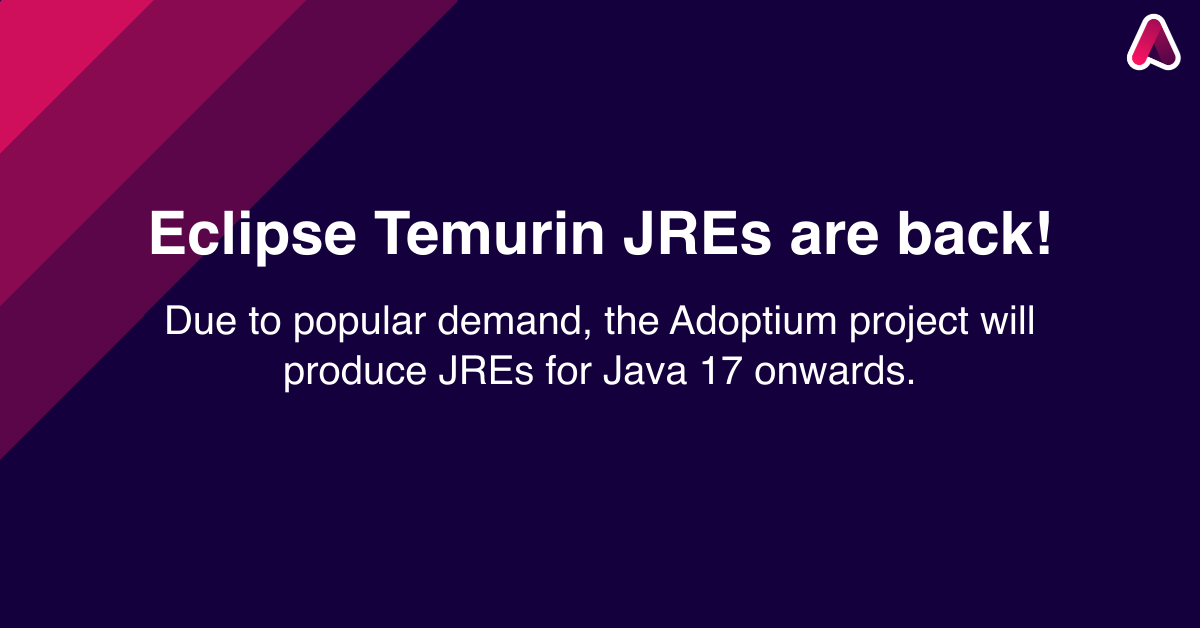 Eclipse Temurin JREs are back!
Due to popular demand, the Adoptium project will
produce JREs for Java 17 onwards.